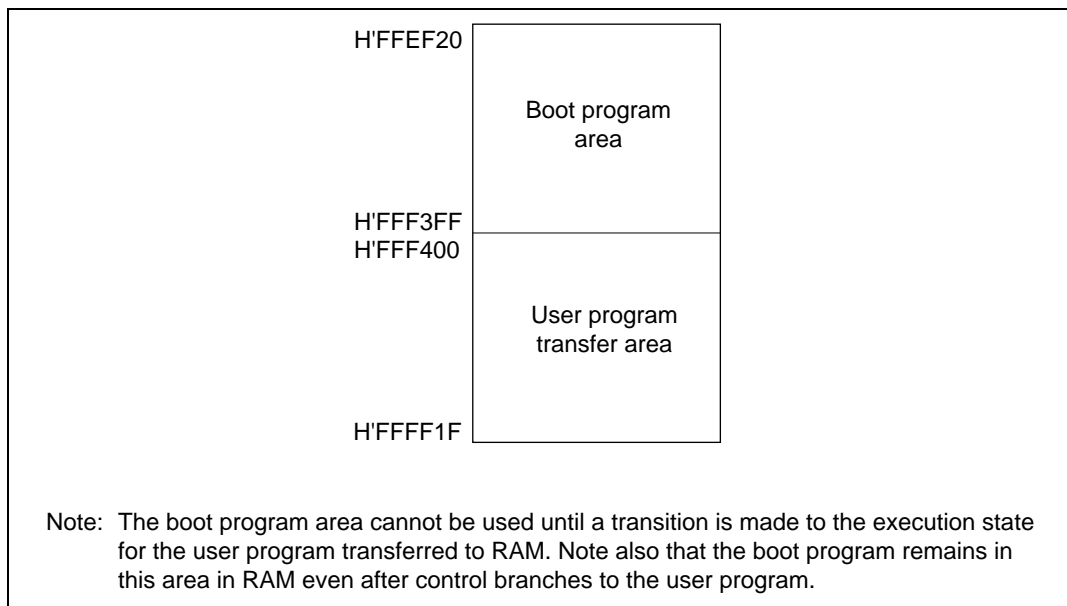 H'FFEF20
Boot program
area
H'FFF3FF
H'FFF400
User program
transfer area
H'FFFF1F
Note: The boot program area cannot be used until a transition is made to the execution state
for the user program transferred to RAM. Note also that the boot program remains in
this area in RAM even after control branches to the user program.